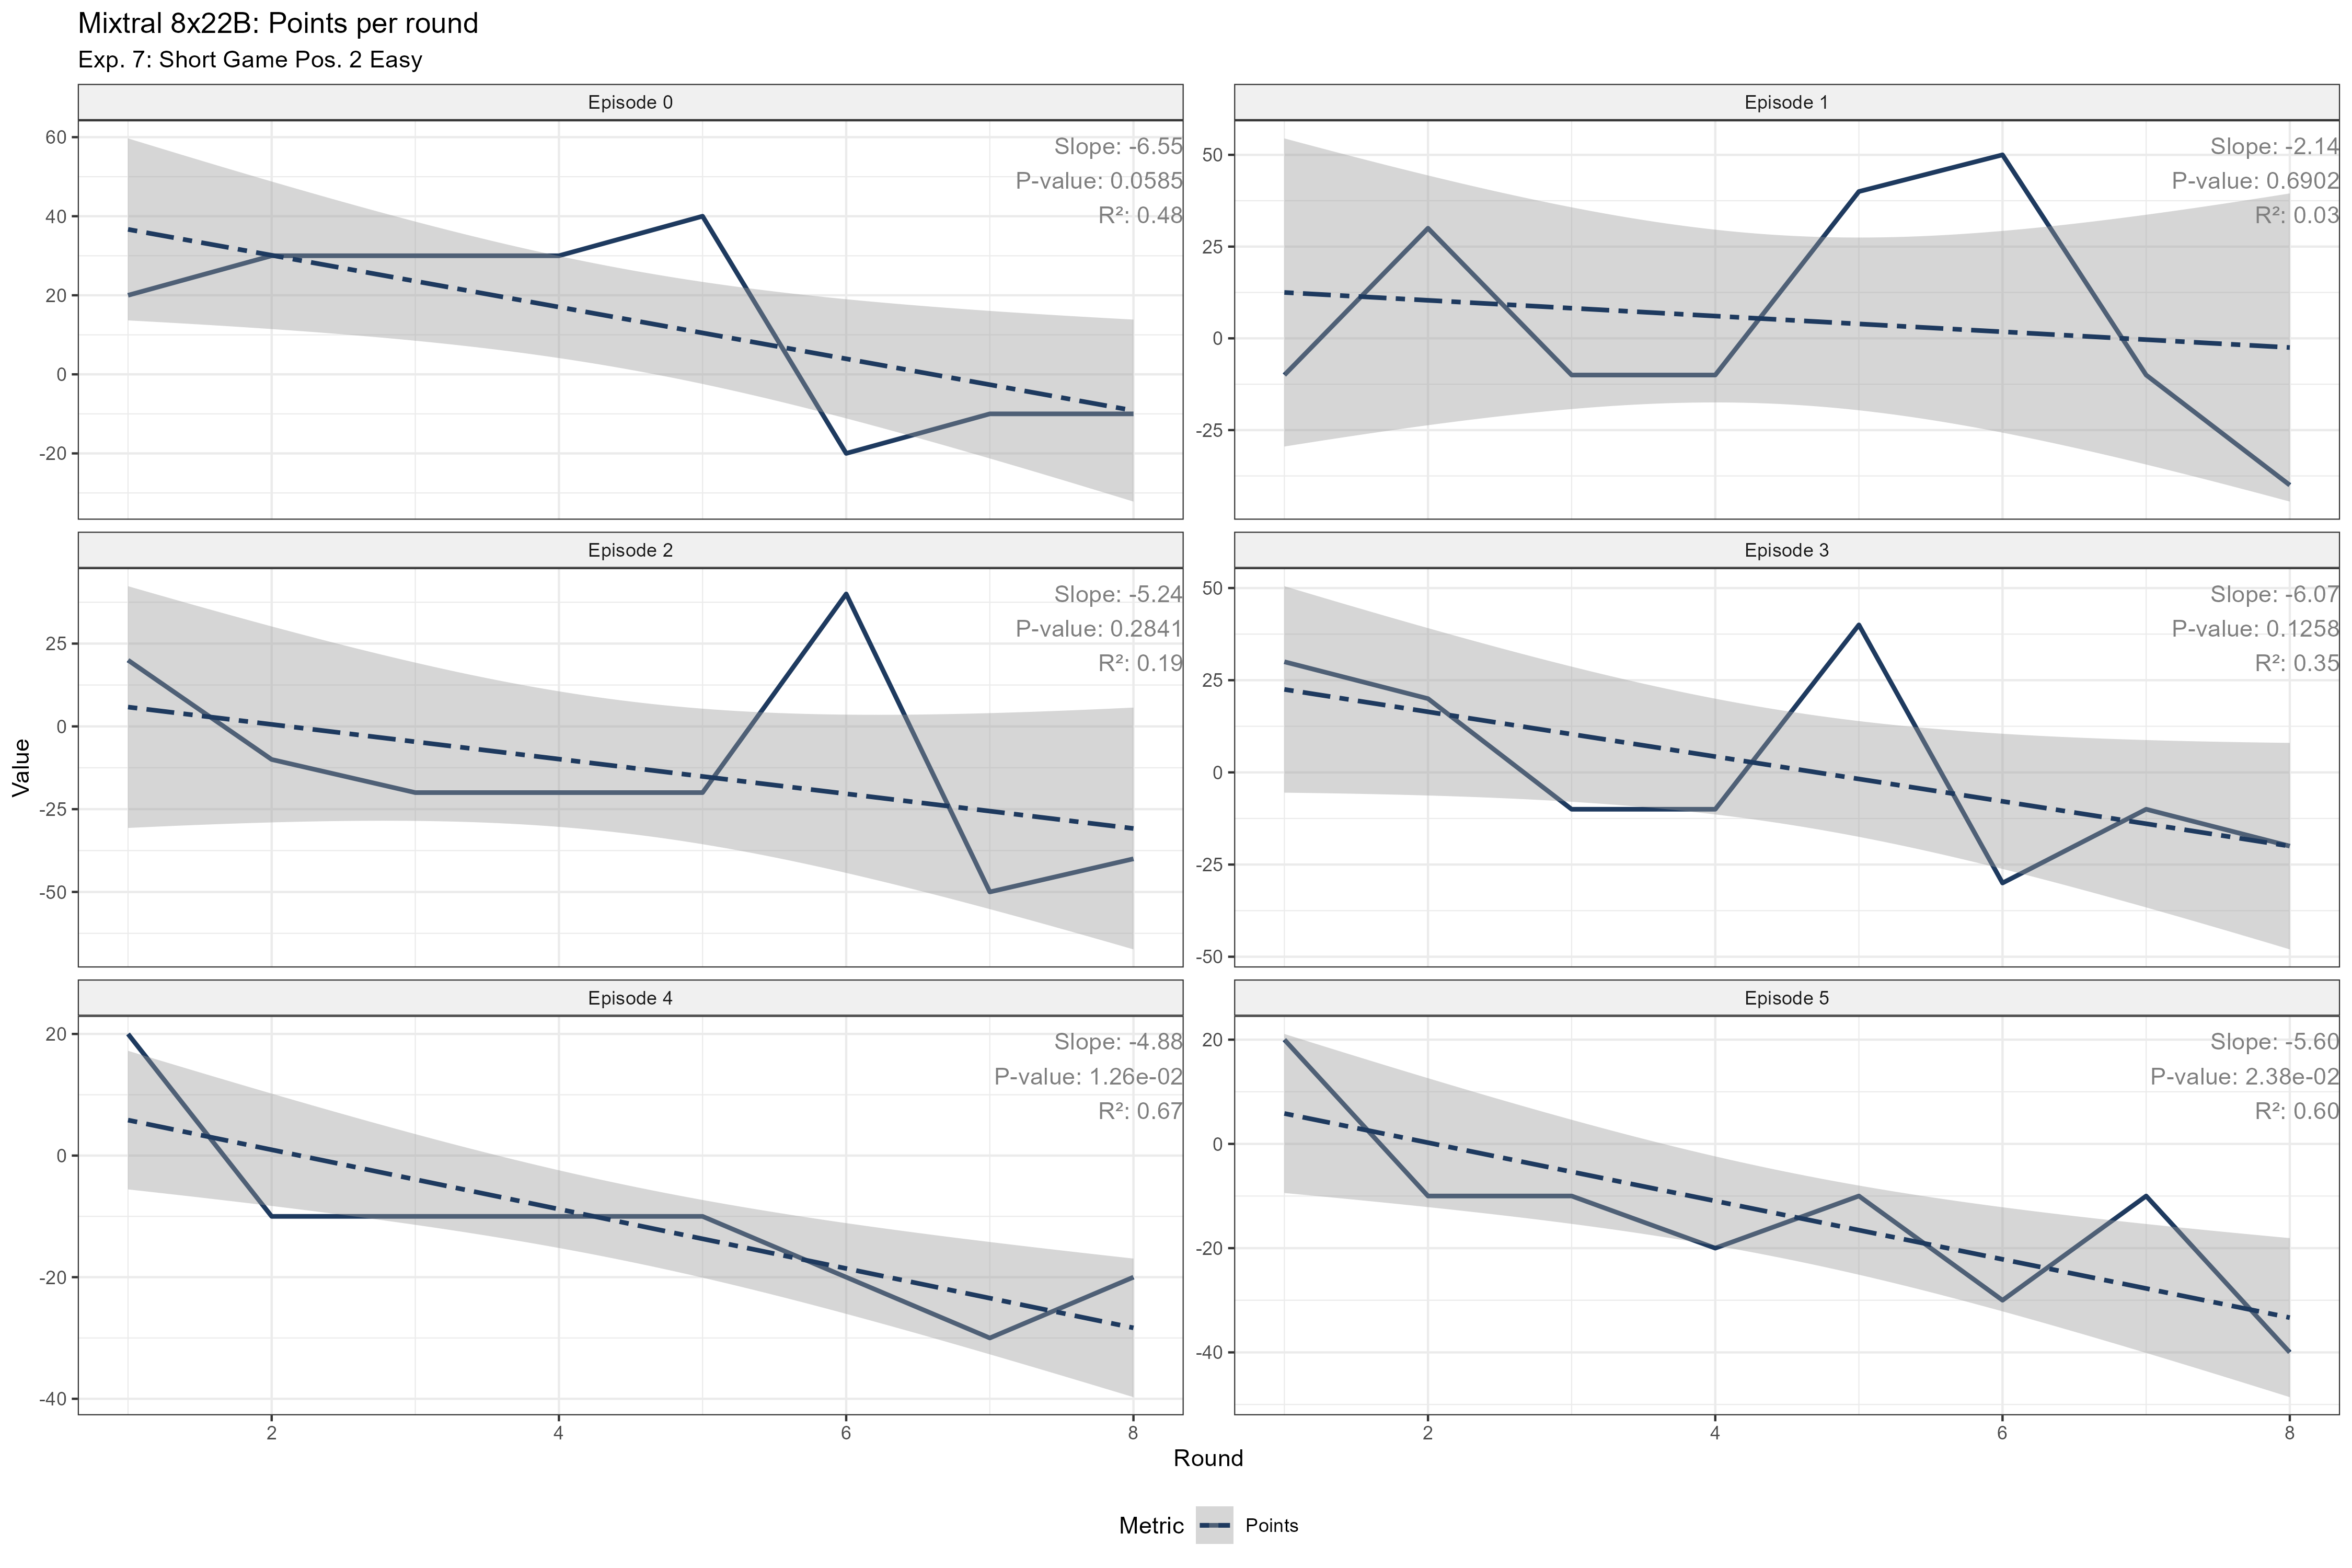 Mixtral 8x22B: Points per round
Exp. 7: Short Game Pos. 2 Easy
Episode 0
Slope: -6.55
P-value: 0.0585
R²: 0.48
60
40
20
0
-20
Episode 1
Slope: -2.14
P-value: 0.6902
R²: 0.03
50
25
0
-25
Episode 2
Slope: -5.24
P-value: 0.2841
R²: 0.19
25
0
-25
-50
Episode 3
Slope: -6.07
P-value: 0.1258
R²: 0.35
50
25
0
-25
-50
Value
Episode 4
Slope: -4.88
P-value: 1.26e-02
R²: 0.67
20
0
-20
-40
2 4 6 8
Episode 5
Slope: -5.60
P-value: 2.38e-02
R²: 0.60
20
0
-20
-40
2 4 6 8
Round
Metric Points